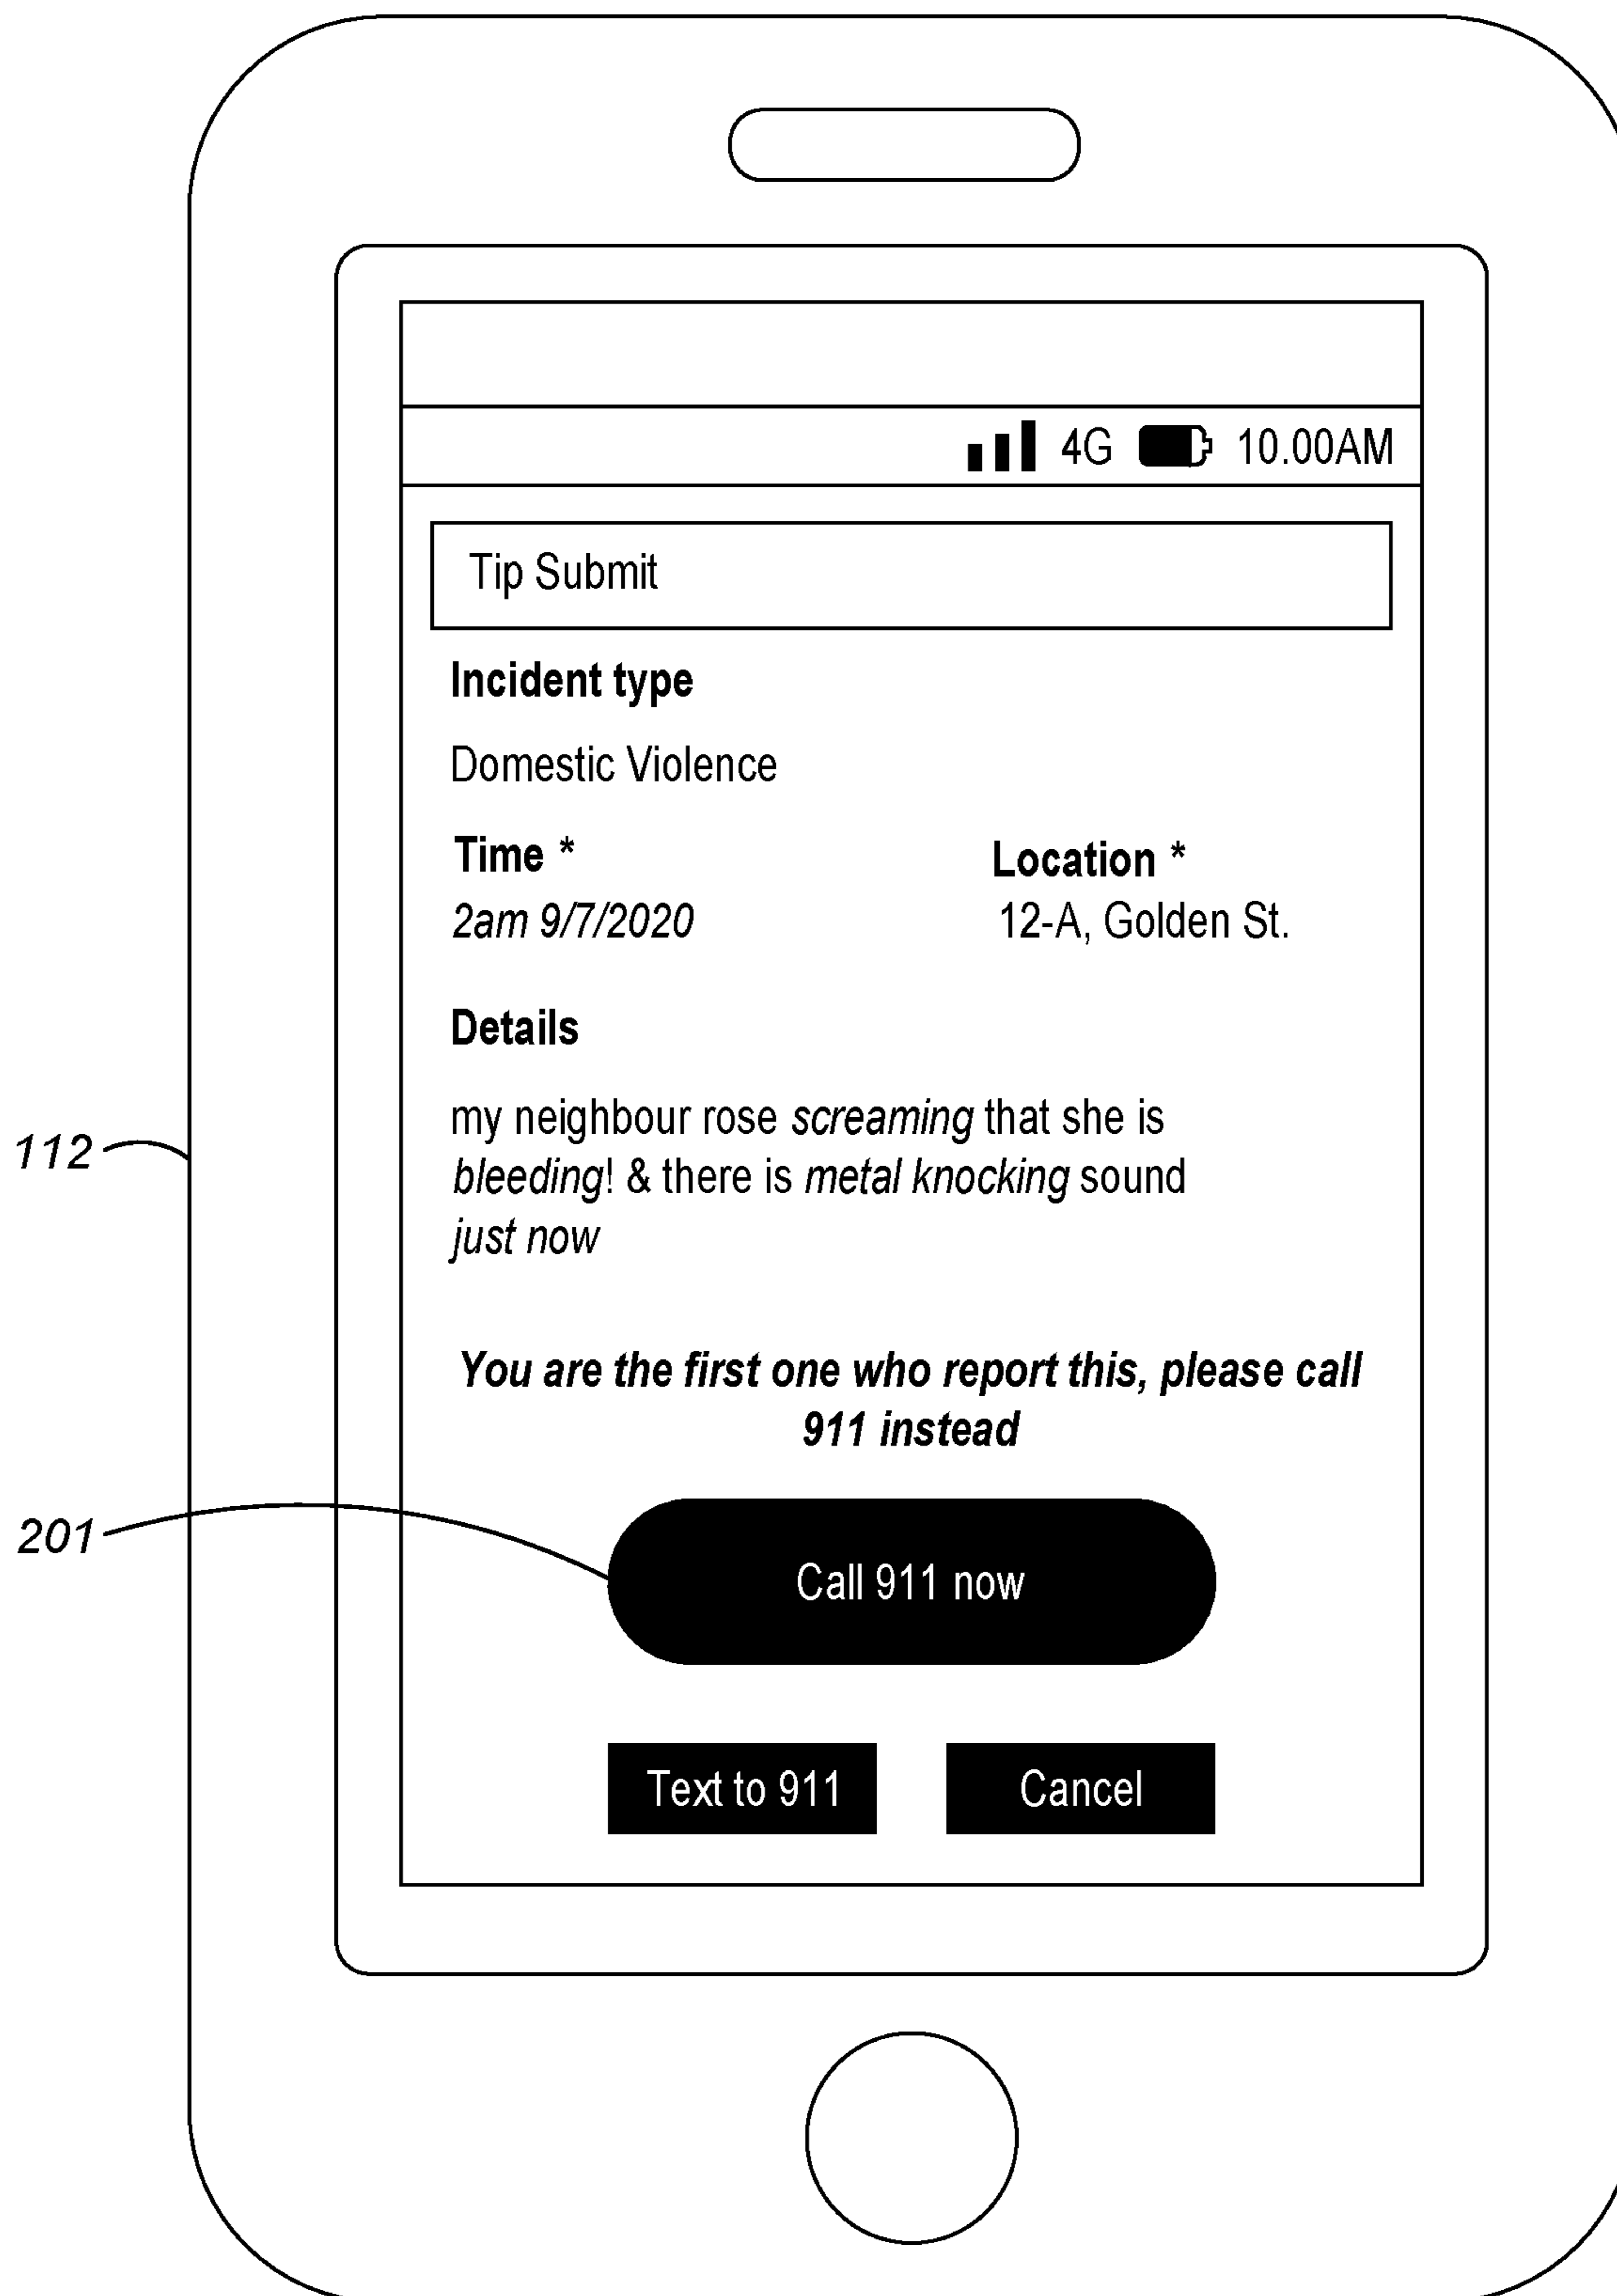 4G 10.00AM
Tip Submit
Incident type
Domestic Violence
Time * Location *
2am 9/7/2020 12-A, Golden St.
Details
my neighbour rose screaming that she is
bleeding! & there is metal knocking sound
just now
112
You are the first one who report this, please call
911 instead
201
Call 911 now
Text to 911 Cancel